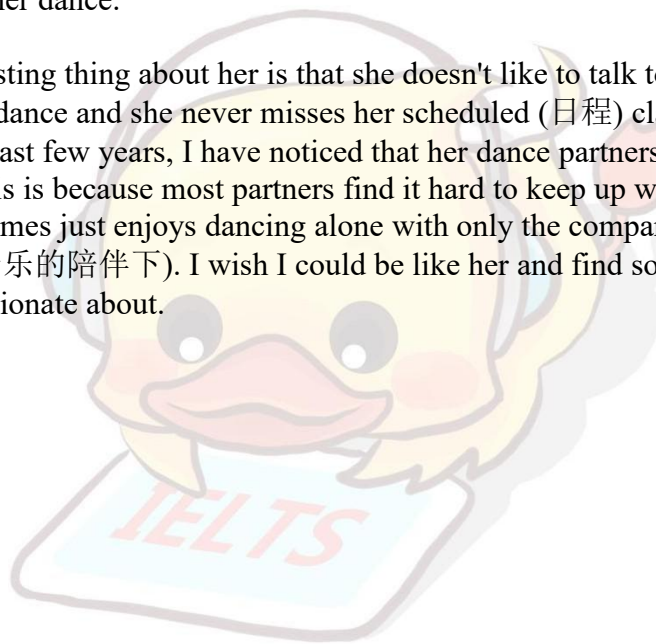 her dance.
sting thing about her is that she doesn't like to talk to
dance and she never misses her scheduled (日程) cla
ast few years, I have noticed that her dance partners
s is because most partners find it hard to keep up w
mes just enjoys dancing alone with only the compa
乐的陪伴下). I wish I could be like her and find so
ionate about.
IELTS